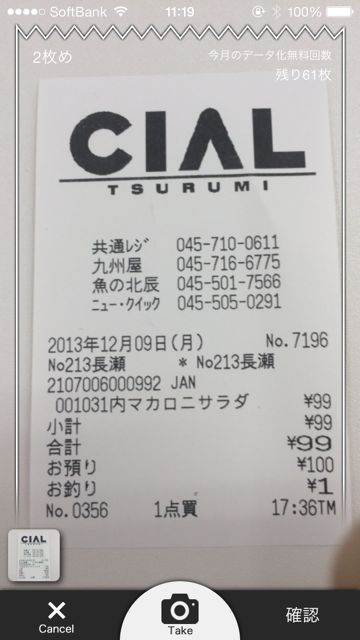 SoftBank 11:19 100%
2枚め
今月のデータ化無料回数
残り61枚
CIAL
TSURUMI
共通ﾚｼﾞ 045-710-0611
九州屋 045-716-6775
魚の北辰 045-501-7566
ﾆｭｰ・ｸｲｯｸ 045-505-0291
2013年12月09日(月) No.7196
No213長瀬 * No213長瀬
2107006000992 JAN
001031内マカロニサラダ ¥99
小計 ¥99
合計 ¥99
お預り ¥100
お釣り ¥1
No.0356 1点買 17:36TM
CIAL
Cancel
Take
確認